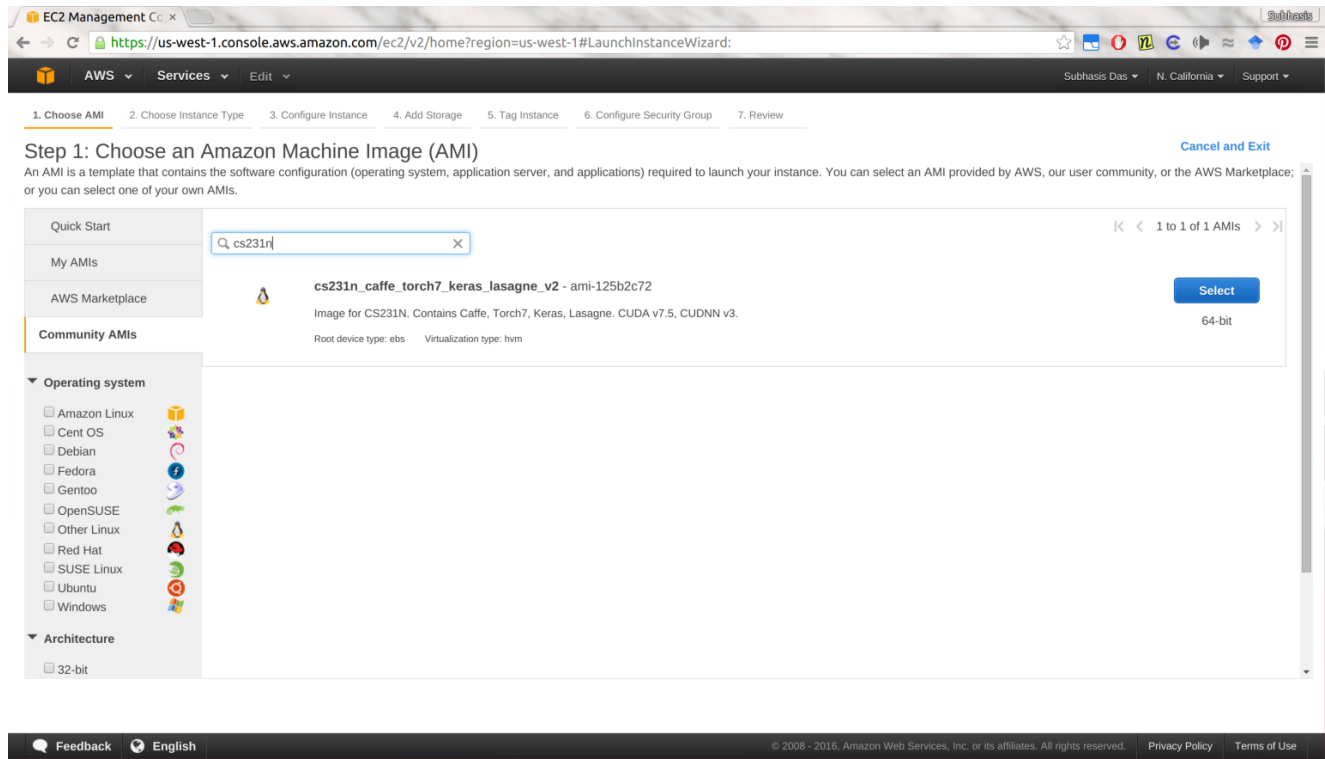 EC2 Management Co
Subhasis
https://us-west-1.console.aws.amazon.com/ec2/v2/home?region=us-west-1#LaunchInstanceWizard:
AWS Services Edit Subhasis Das N. California Support
1. Choose AMI 2. Choose Instance Type 3. Configure Instance 4. Add Storage 5. Tag Instance 6. Configure Security Group 7. Review
Step 1: Choose an Amazon Machine Image (AMI)
Cancel and Exit
An AMI is a template that contains the software configuration (operating system, application server, and applications) required to launch your instance. You can select an AMI provided by AWS, our user community, or the AWS Marketplace;
or you can select one of your own AMIs.
Quick Start
My AMIs
AWS Marketplace
Community AMIs
Operating system
Amazon Linux
Cent OS
Debian
Fedora
Gentoo
OpenSUSE
Other Linux
Red Hat
SUSE Linux
Ubuntu
Windows
Architecture
32-bit
1 to 1 of 1 AMIs
cs231n
cs231n_caffe_torch7_keras_lasagne_v2 - ami-125b2c72
Select
Image for CS231N. Contains Caffe, Torch7, Keras, Lasagne. CUDA v7.5, CUDNN v3.
64-bit
Root device type: ebs Virtualization type: hvm
Feedback English © 2008 - 2016, Amazon Web Services, Inc. or its affiliates. All rights reserved. Privacy Policy Terms of Use